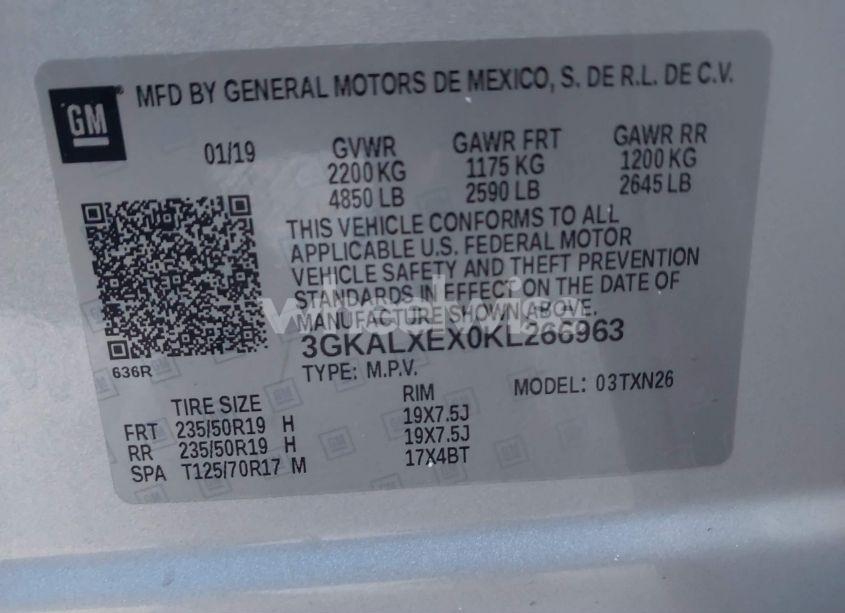 GM
MFD BY GENERAL MOTORS DE MEXICO, S. DE R.L. DE C.V.
01/19 GVWR GAWR FRT GAWR RR
2200 KG 1175 KG 1200 KG
4850 LB 2590 LB 2645 LB
THIS VEHICLE CONFORMS TO ALL
APPLICABLE U.S. FEDERAL MOTOR
VEHICLE SAFETY AND THEFT PREVENTION
STANDARDS IN EFFECT ON THE DATE OF
MANUFACTURE SHOWN ABOVE.
3GKALXEX0KL266963
636R
TYPE: M.P.V. MODEL: 03TXN26
TIRE SIZE RIM
FRT 235/50R19 H 19X7.5J
RR 235/50R19 H 19X7.5J
SPA T125/70R17 M 17X4BT